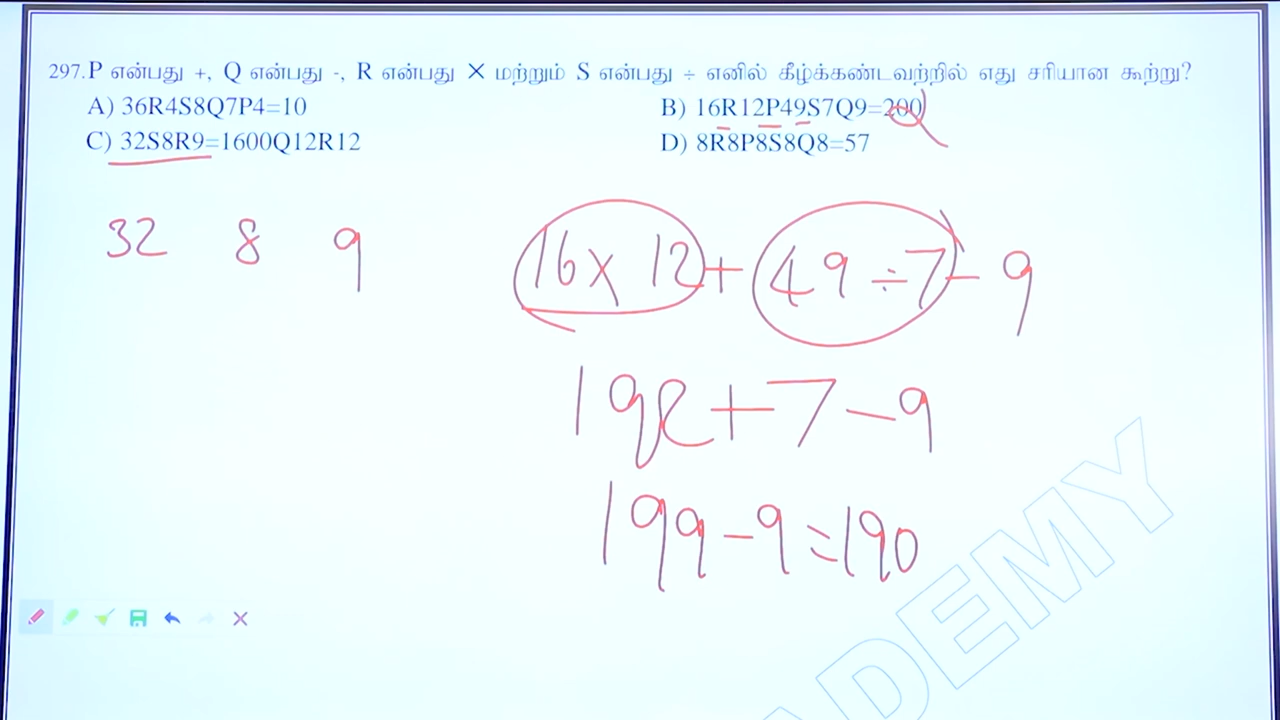 297.P என்பது +, Q என்பது -, R என்பது × மற்றும் S என்பது ÷ எனில் கீழ்க்கண்டவற்றில் எது சரியான கூற்று?
A) 36R4S8Q7P4=10 B) 16R12P49S7Q9=200
C) 32S8R9=1600Q12R12 D) 8R8P8S8Q8=57
32 8 9 16 × 12 + 49 ÷ 7 - 9
192 + 7 - 9
199 - 9 = 190
ADEMY